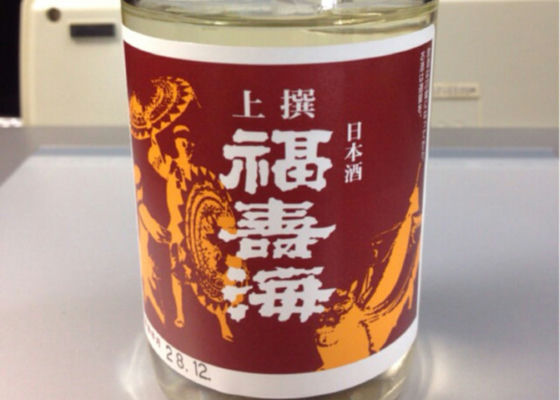 上撰
日本酒
福壽海
28.12.